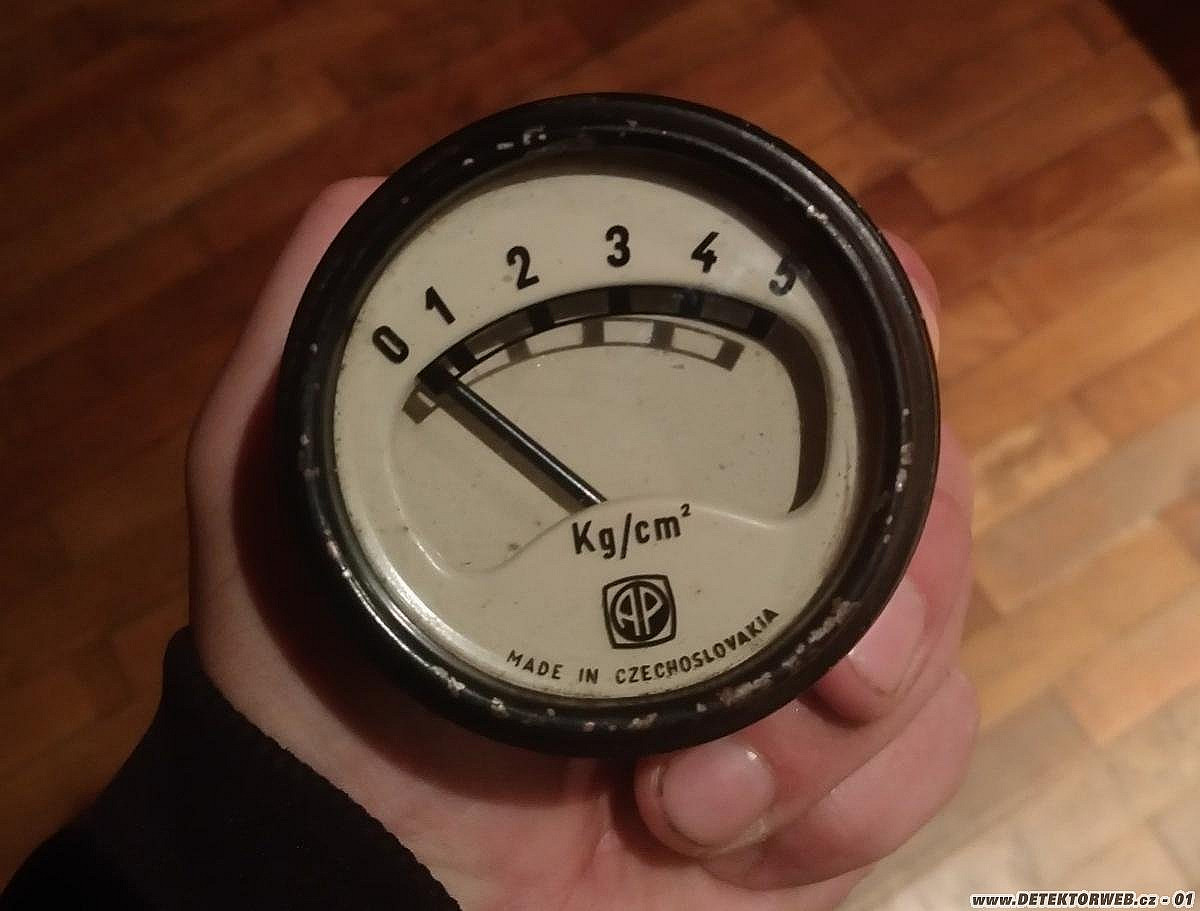 0 1 2 3 4 5
Kg/cm²
AP
MADE IN CZECHOSLOVAKIA
www.DETEKTORWEB.cz - 01